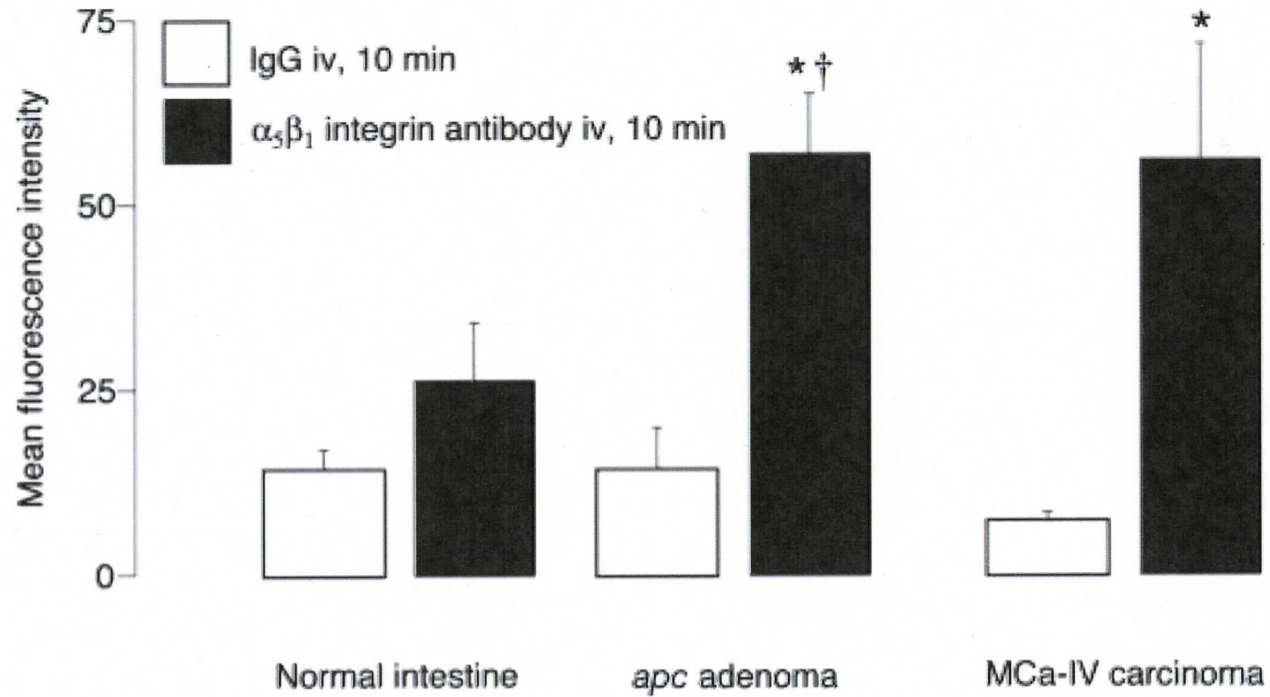 Mean fluorescence intensity
75
50
25
0
IgG iv, 10 min
α₅β₁ integrin antibody iv, 10 min
* †
*
Normal intestine
apc adenoma
MCa-IV carcinoma